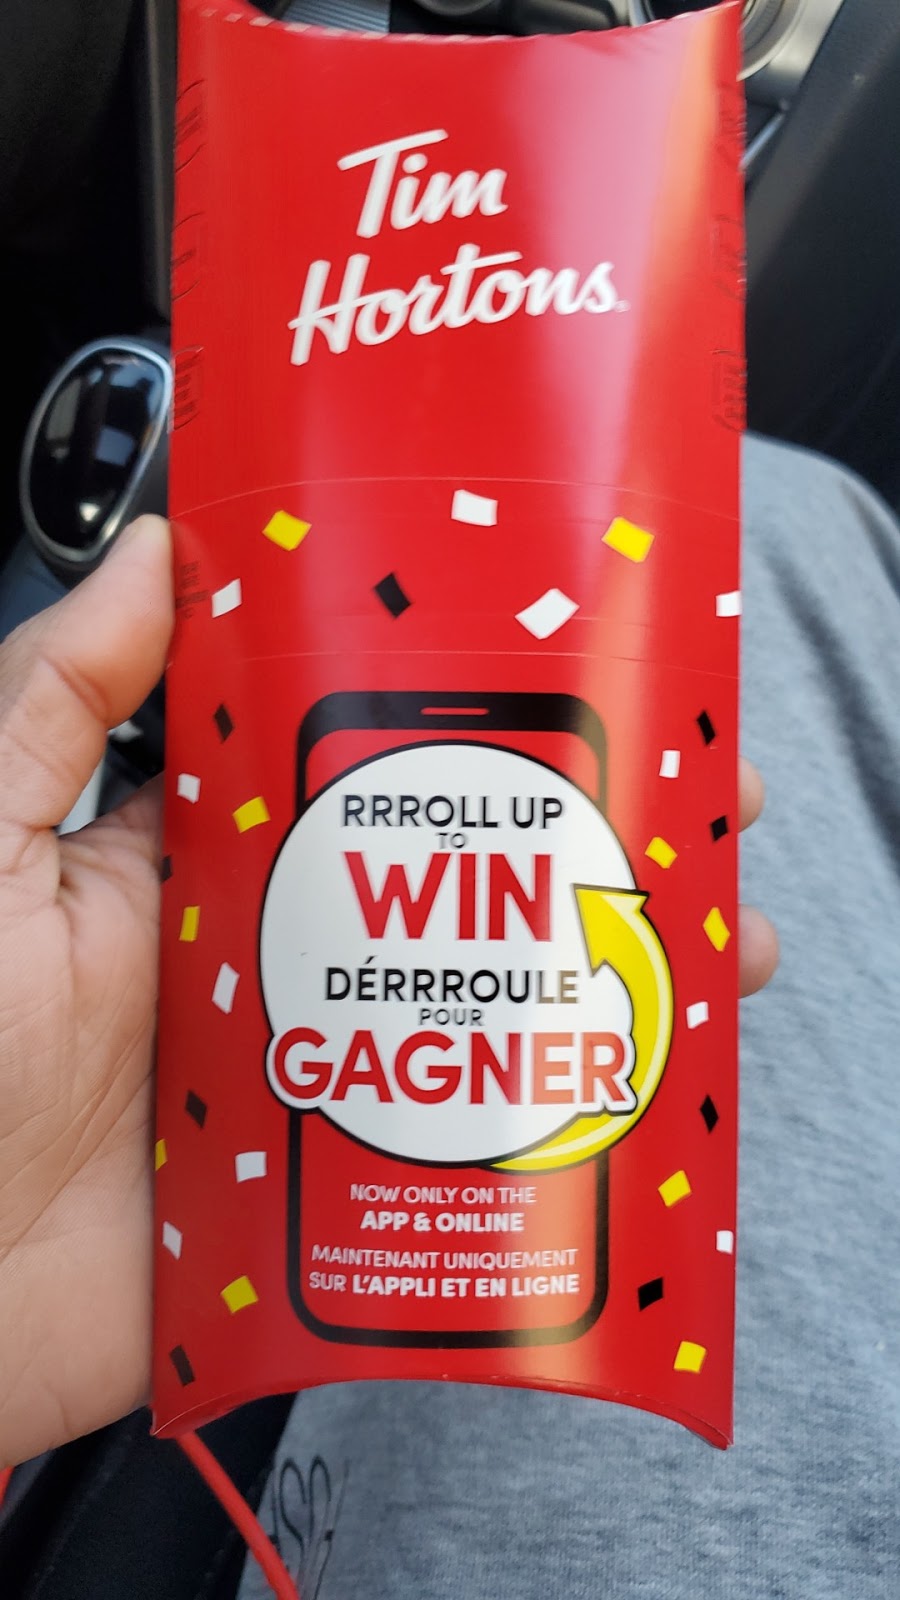 Tim
Hortons
RRROLL UP
TO
WIN
DÉRRROULE
POUR
GAGNER
NOW ONLY ON THE
APP & ONLINE
MAINTENANT UNIQUEMENT
SUR L'APPLI ET EN LIGNE